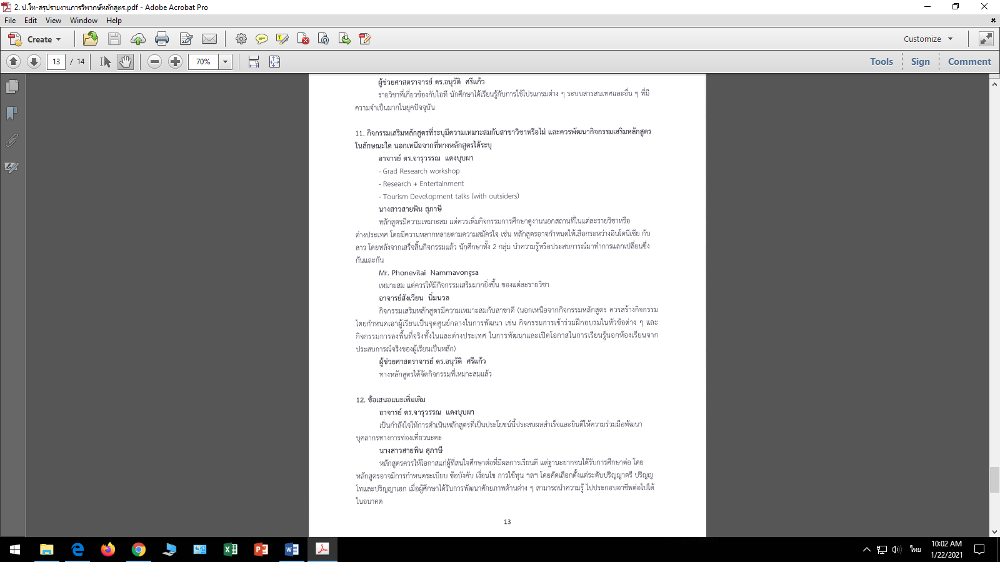 2. ป.โท-สรุปรายงานการวิพากษ์หลักสูตร.pdf - Adobe Acrobat Pro
File Edit View Window Help
Create
Customize
13 / 14
70%
Tools Sign Comment
ผู้ช่วยศาสตราจารย์ ดร.อนุวัติ ศรีแก้ว
รายวิชาที่เกี่ยวข้องกับไอที นักศึกษาได้เรียนรู้กับการใช้โปรแกรมต่าง ๆ ระบบสารสนเทศและอื่น ๆ ที่มี
ความจำเป็นมากในยุคปัจจุบัน
11. กิจกรรมเสริมหลักสูตรที่ระบุมีความเหมาะสมกับสาขาวิชาหรือไม่ และควรพัฒนากิจกรรมเสริมหลักสูตร
ในลักษณะใด นอกเหนือจากที่ทางหลักสูตรได้ระบุ
อาจารย์ ดร.จารุวรรณ แดงบุบผา
- Grad Research workshop
- Research + Entertainment
- Tourism Development talks (with outsiders)
นางสาวสายพิน สุภาษี
หลักสูตรมีความเหมาะสม แต่ควรเพิ่มกิจกรรมการศึกษาดูงานนอกสถานที่ในแต่ละรายวิชาหรือ
ต่างประเทศ โดยมีความหลากหลายตามความสมัครใจ เช่น หลักสูตรอาจกำหนดให้เลือกระหว่างอินโดนีเซีย กับ
ลาว โดยหลังจากเสร็จสิ้นกิจกรรมแล้ว นักศึกษาทั้ง 2 กลุ่ม นำความรู้หรือประสบการณ์มาทำการแลกเปลี่ยนซึ่ง
กันและกัน
Mr. Phonevilai Nammavongsa
เหมาะสม แต่ควรให้มีกิจกรรมเสริมมากยิ่งขึ้น ของแต่ละรายวิชา
อาจารย์สังเวียน นิ่มนวล
กิจกรรมเสริมหลักสูตรมีความเหมาะสมกับสาขาดี (นอกเหนือจากกิจกรรมหลักสูตร ควรสร้างกิจกรรม
โดยกำหนดเอาผู้เรียนเป็นจุดศูนย์กลางในการพัฒนา เช่น กิจกรรมการเข้าร่วมฝึกอบรมในหัวข้อต่าง ๆ และ
กิจกรรมการลงพื้นที่จริงทั้งในและต่างประเทศ ในการพัฒนาและเปิดโอกาสในการเรียนรู้นอกห้องเรียนจาก
ประสบการณ์จริงของผู้เรียนเป็นหลัก)
ผู้ช่วยศาสตราจารย์ ดร.อนุวัติ ศรีแก้ว
ทางหลักสูตรได้จัดกิจกรรมที่เหมาะสมแล้ว
12. ข้อเสนอแนะเพิ่มเติม
อาจารย์ ดร.จารุวรรณ แดงบุบผา
เป็นกำลังใจให้การดำเนินหลักสูตรที่เป็นประโยชน์นี้ประสบผลสำเร็จและยินดีให้ความร่วมมือพัฒนา
บุคลากรทางการท่องเที่ยวนะคะ
นางสาวสายพิน สุภาษี
หลักสูตรควรให้โอกาสแก่ผู้ที่สนใจศึกษาต่อที่มีผลการเรียนดี แต่ฐานะยากจนได้รับการศึกษาต่อ โดย
หลักสูตรอาจมีการกำหนดระเบียบ ข้อบังคับ เงื่อนไข การใช้ทุน ฯลฯ โดยคัดเลือกตั้งแต่ระดับปริญญาตรี ปริญญ
โทและปริญญาเอก เมื่อผู้ศึกษาได้รับการพัฒนาศักยภาพด้านต่าง ๆ สามารถนำความรู้ ไปประกอบอาชีพต่อไปได้
ในอนาคต
13
ไทย
10:02 AM
1/22/2021